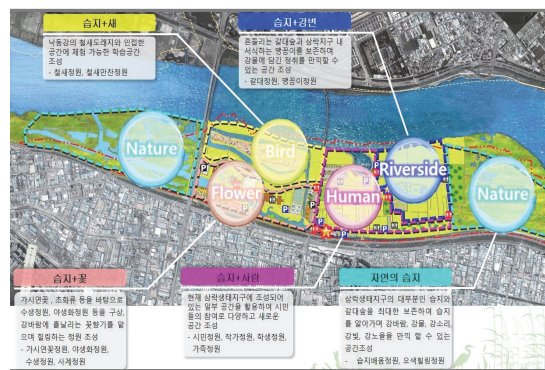 습지+새
낙동강의 철새도래지와 인접한
공간에 체험 가능한 학습공간
조성
- 철새정원, 철새만찬정원
습지+강변
흔들리는 갈대숲과 삼락지구 내
서식하는 맹꽁이를 보존하며
강물에 담긴 정취를 만끽할 수
있는 공간 조성
- 갈대정원, 맹꽁이정원
Nature
Bird
Flower
Human
Riverside
Nature
습지+꽃
가시연꽃, 초화류 등을 바탕으로
수생정원, 야생화정원 등을 구상,
강바람에 흩날리는 꽃향기를 맡
으며 힐링하는 정원 조성
- 가시연꽃정원, 야생화정원,
수생정원, 사계정원
습지+사람
현재 삼락생태지구에 조성되어
있는 일부 공간을 활용하여 시민
들의 참여로 다양하고 새로운
공간 조성
- 시민정원, 작가정원, 학생정원,
가족정원
자연의 습지
삼락생태지구의 대부분인 습지와
갈대숲을 최대한 보존하여 습지
를 알아가며 강바람, 강물, 강소리,
강빛, 강노을을 만끽 할 수 있는
공간조성
- 습지배움정원, 오색힐링정원